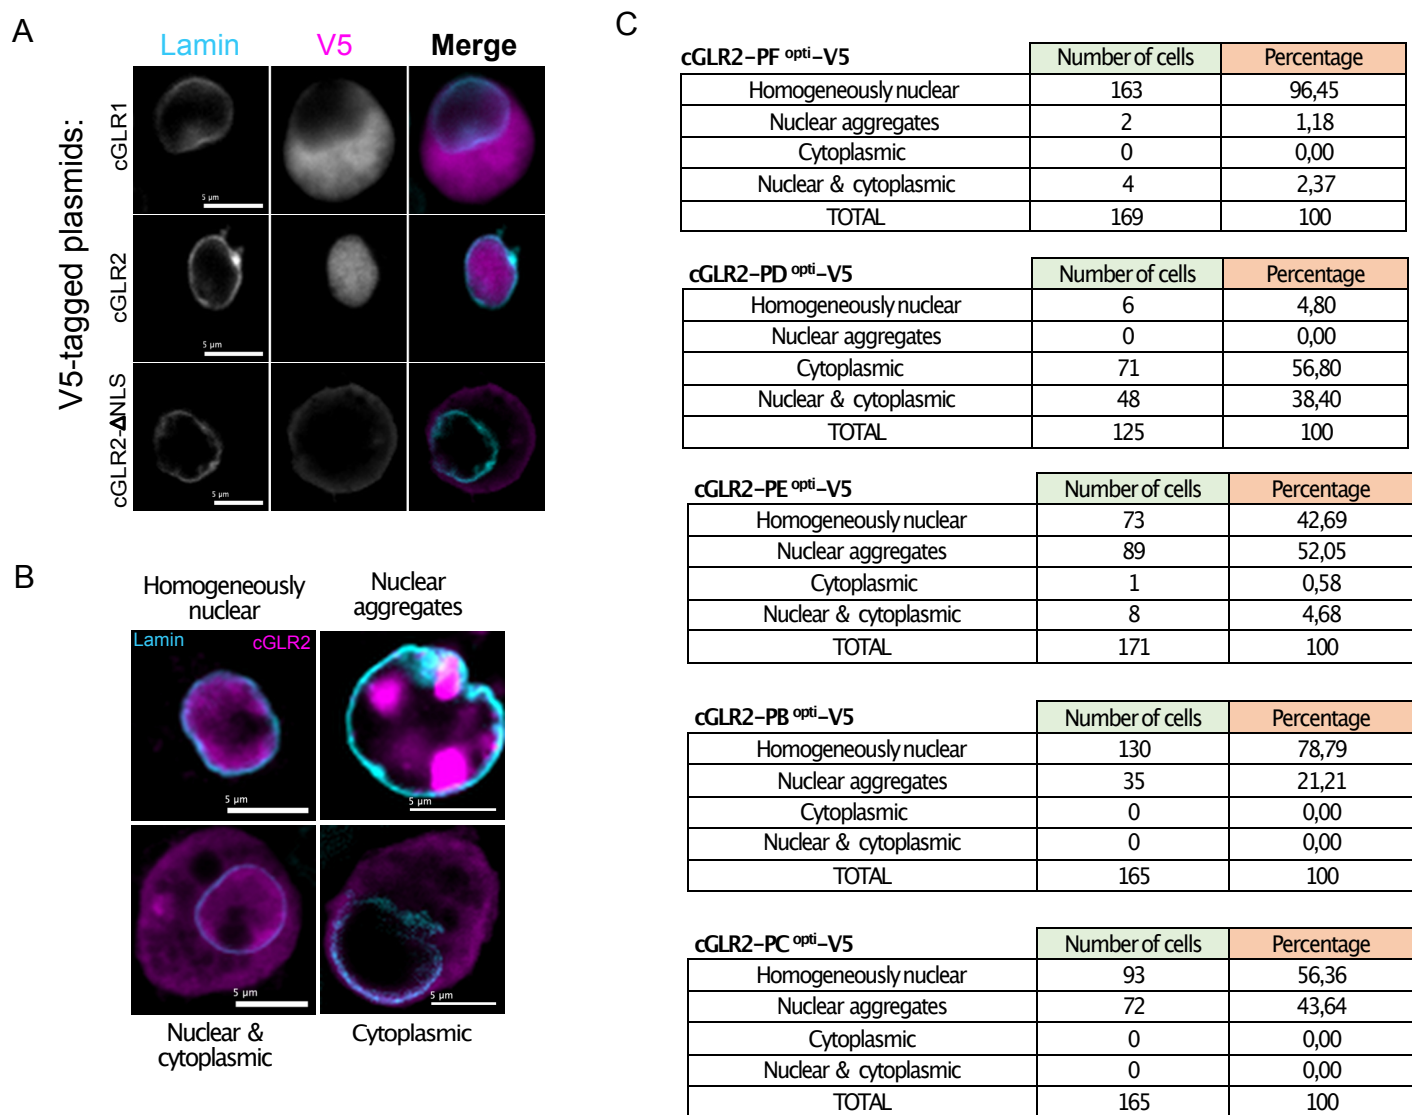 A
Lamin V5 Merge
V5-tagged plasmids:
cGLR1
5 µm
cGLR2
5 µm
cGLR2-ΔNLS
5 µm
B
Homogeneously
nuclear
Nuclear
aggregates
Lamin cGLR2
5 µm
5 µm
5 µm
5 µm
Nuclear &
cytoplasmic
Cytoplasmic
C
cGLR2-PF opti-V5 Number of cells Percentage
Homogeneously nuclear 163 96,45
Nuclear aggregates 2 1,18
Cytoplasmic 0 0,00
Nuclear & cytoplasmic 4 2,37
TOTAL 169 100
cGLR2-PD opti-V5 Number of cells Percentage
Homogeneously nuclear 6 4,80
Nuclear aggregates 0 0,00
Cytoplasmic 71 56,80
Nuclear & cytoplasmic 48 38,40
TOTAL 125 100
cGLR2-PE opti-V5 Number of cells Percentage
Homogeneously nuclear 73 42,69
Nuclear aggregates 89 52,05
Cytoplasmic 1 0,58
Nuclear & cytoplasmic 8 4,68
TOTAL 171 100
cGLR2-PB opti-V5 Number of cells Percentage
Homogeneously nuclear 130 78,79
Nuclear aggregates 35 21,21
Cytoplasmic 0 0,00
Nuclear & cytoplasmic 0 0,00
TOTAL 165 100
cGLR2-PC opti-V5 Number of cells Percentage
Homogeneously nuclear 93 56,36
Nuclear aggregates 72 43,64
Cytoplasmic 0 0,00
Nuclear & cytoplasmic 0 0,00
TOTAL 165 100